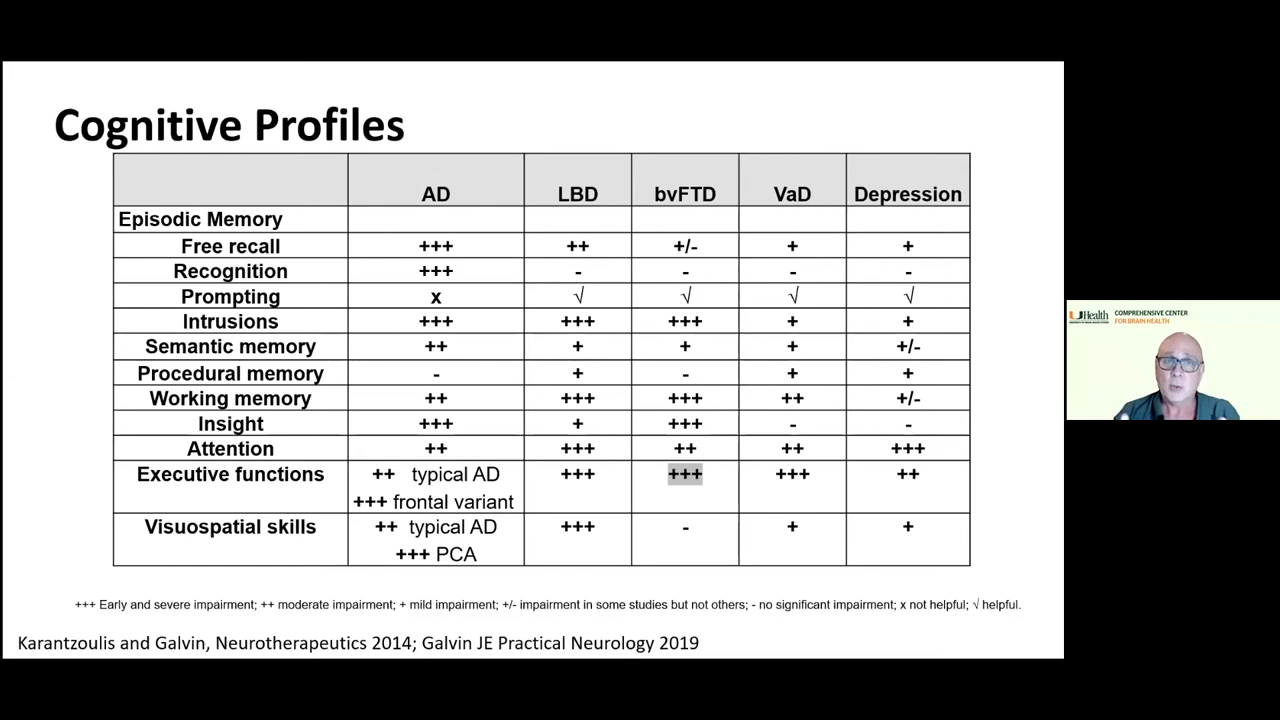 Cognitive Profiles
AD LBD bvFTD VaD Depression
Episodic Memory
Free recall +++ ++ +/- + +
Recognition +++ - - - -
Prompting x √ √ √ √
Intrusions +++ +++ +++ + +
Semantic memory ++ + + + +/-
Procedural memory - + - + +
Working memory ++ +++ +++ ++ +/-
Insight +++ + +++ - -
Attention ++ +++ ++ ++ +++
Executive functions ++ typical AD +++ +++ +++ ++
+++ frontal variant
Visuospatial skills ++ typical AD +++ - + +
+++ PCA
+++ Early and severe impairment; ++ moderate impairment; + mild impairment; +/- impairment in some studies but not others; - no significant impairment; x not helpful; √ helpful.
Karantzoulis and Galvin, Neurotherapeutics 2014; Galvin JE Practical Neurology 2019
UHealth
COMPREHENSIVE CENTER
FOR BRAIN HEALTH